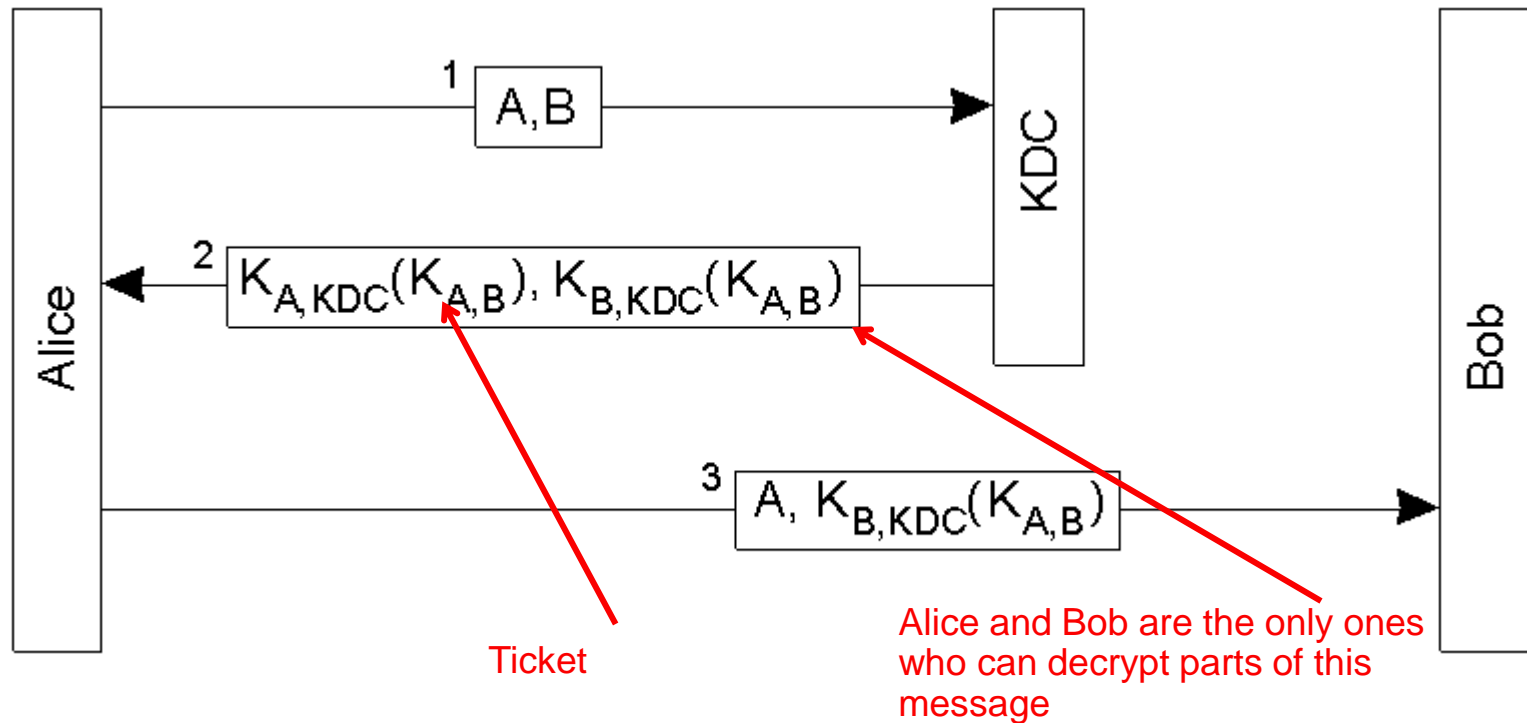 1
A,B
KDC
2
K_A,KDC(K_A,B), K_B,KDC(K_A,B)
Alice
Bob
3
A, K_B,KDC(K_A,B)
Ticket
Alice and Bob are the only ones
who can decrypt parts of this
message